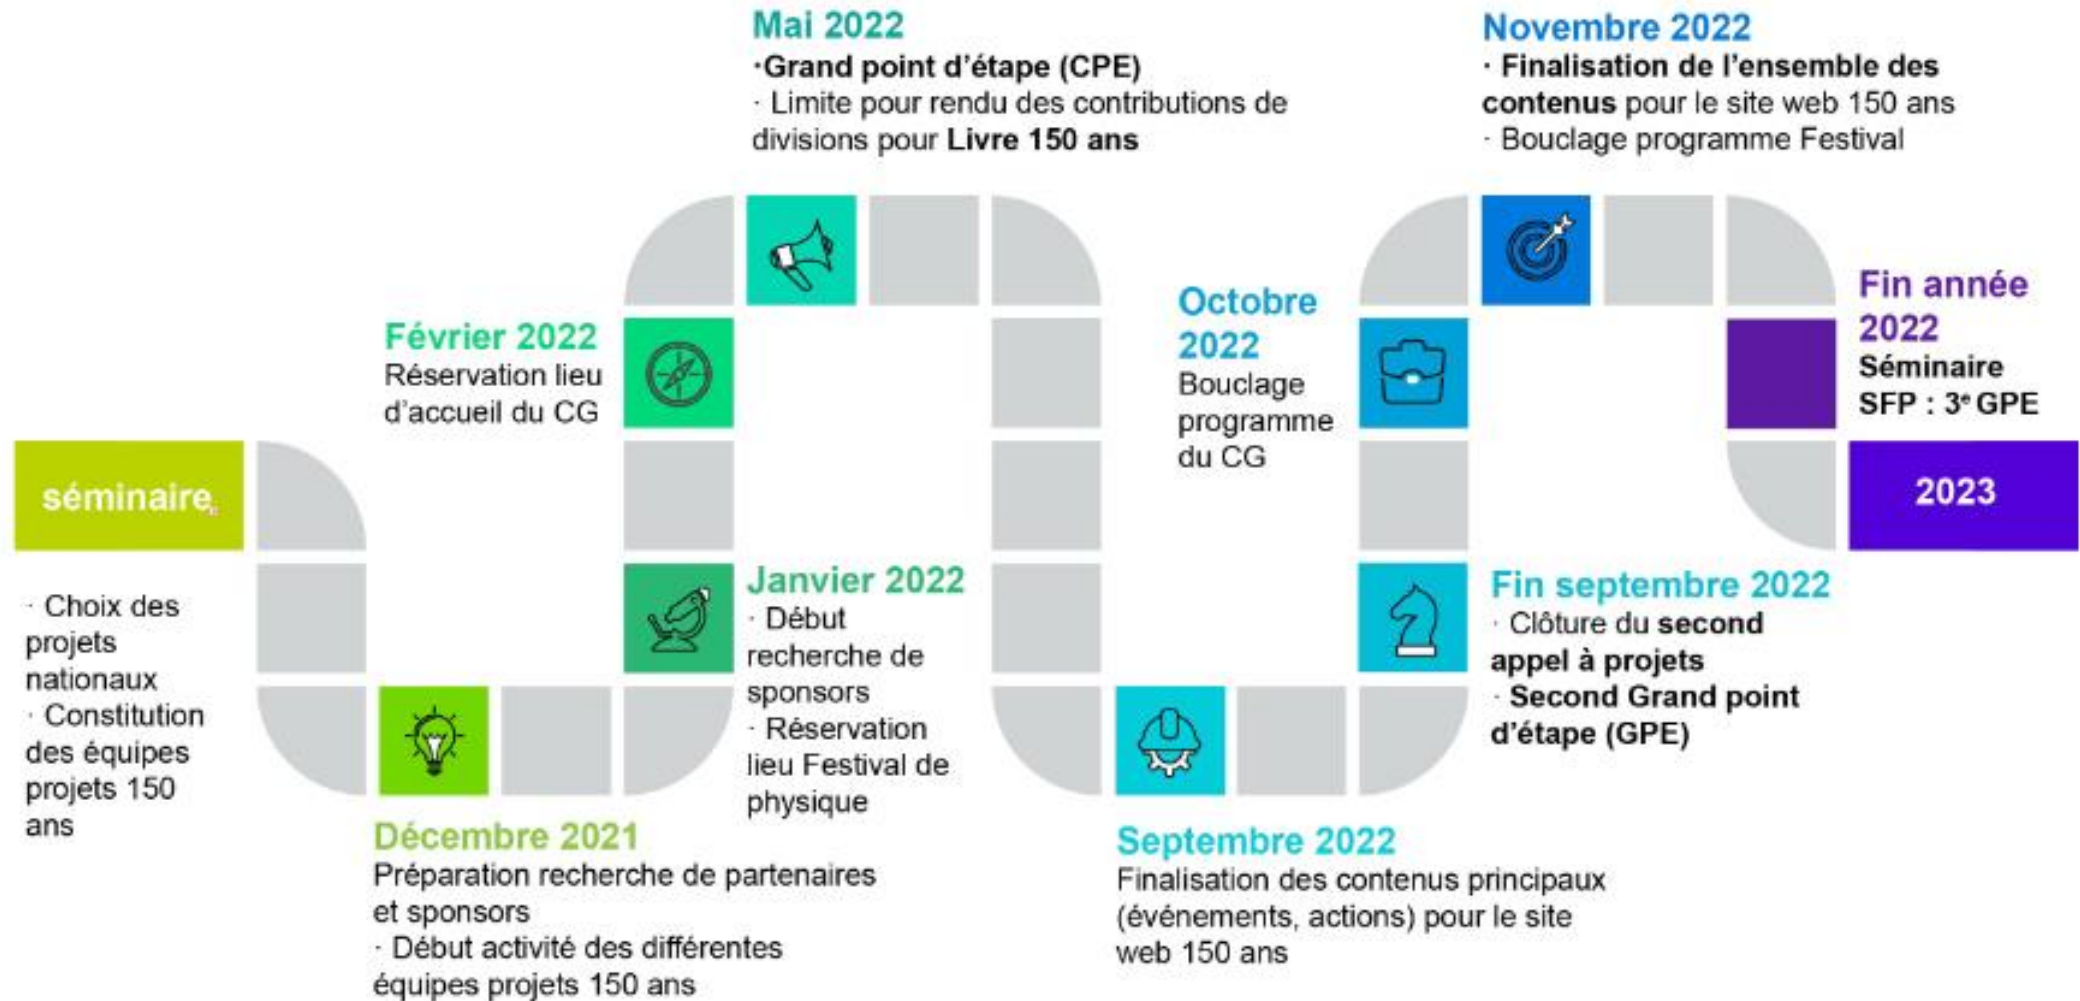 séminaire
· Choix des
projets
nationaux
· Constitution
des équipes
projets 150
ans
Décembre 2021
Préparation recherche de partenaires
et sponsors
· Début activité des différentes
équipes projets 150 ans
Janvier 2022
· Début
recherche de
sponsors
· Réservation
lieu Festival de
physique
Février 2022
Réservation lieu
d'accueil du CG
Mai 2022
·Grand point d'étape (CPE)
· Limite pour rendu des contributions de
divisions pour Livre 150 ans
Septembre 2022
Finalisation des contenus principaux
(événements, actions) pour le site
web 150 ans
Fin septembre 2022
· Clôture du second
appel à projets
· Second Grand point
d'étape (GPE)
Octobre
2022
Bouclage
programme
du CG
Novembre 2022
· Finalisation de l'ensemble des
contenus pour le site web 150 ans
· Bouclage programme Festival
Fin année
2022
Séminaire
SFP : 3e GPE
2023